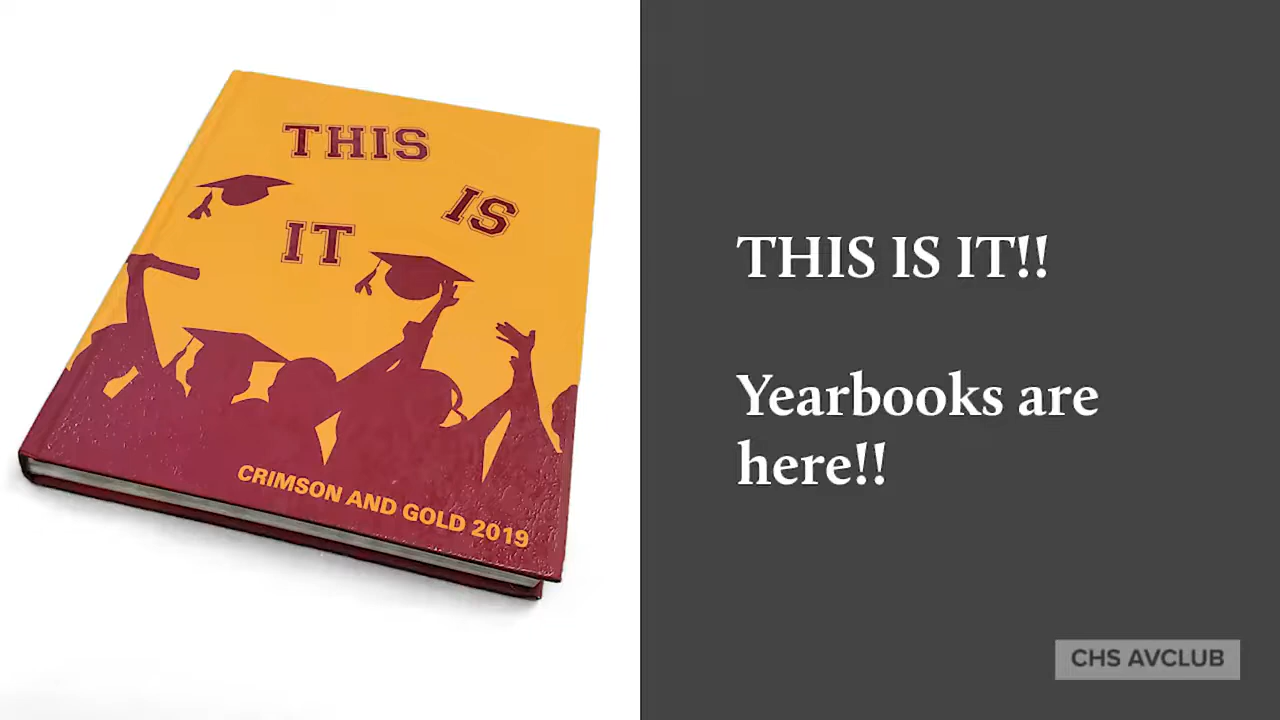 THIS
IS
IT
CRIMSON AND GOLD 2019
THIS IS IT!!
Yearbooks are
here!!
CHS AVCLUB